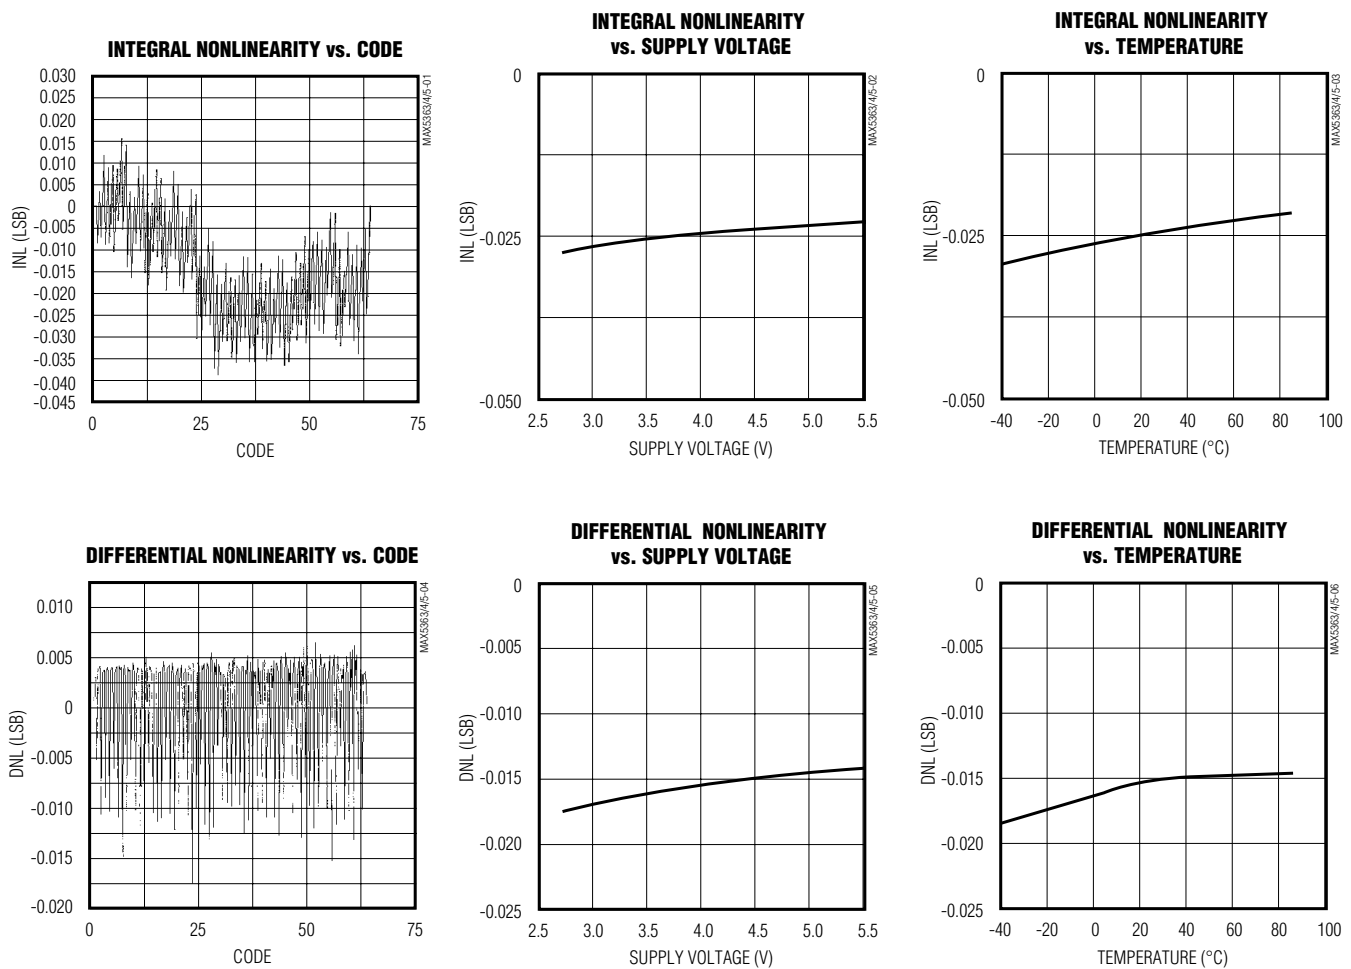 INTEGRAL NONLINEARITY vs. CODE
0.030
0.025
0.020
0.015
0.010
0.005
0
-0.005
-0.010
-0.015
-0.020
-0.025
-0.030
-0.035
-0.040
-0.045
INL (LSB)
0 25 50 75
CODE
MAX5363/4/5-01
INTEGRAL NONLINEARITY
vs. SUPPLY VOLTAGE
0
-0.025
-0.050
INL (LSB)
2.5 3.0 3.5 4.0 4.5 5.0 5.5
SUPPLY VOLTAGE (V)
MAX5363/4/5-02
INTEGRAL NONLINEARITY
vs. TEMPERATURE
0
-0.025
-0.050
INL (LSB)
-40 -20 0 20 40 60 80 100
TEMPERATURE (°C)
MAX5363/4/5-03
DIFFERENTIAL NONLINEARITY vs. CODE
0.010
0.005
0
-0.005
-0.010
-0.015
-0.020
DNL (LSB)
0 25 50 75
CODE
MAX5363/4/5-04
DIFFERENTIAL NONLINEARITY
vs. SUPPLY VOLTAGE
0
-0.005
-0.010
-0.015
-0.020
-0.025
DNL (LSB)
2.5 3.0 3.5 4.0 4.5 5.0 5.5
SUPPLY VOLTAGE (V)
MAX5363/4/5-05
DIFFERENTIAL NONLINEARITY
vs. TEMPERATURE
0
-0.005
-0.010
-0.015
-0.020
-0.025
DNL (LSB)
-40 -20 0 20 40 60 80 100
TEMPERATURE (°C)
MAX5363/4/5-06